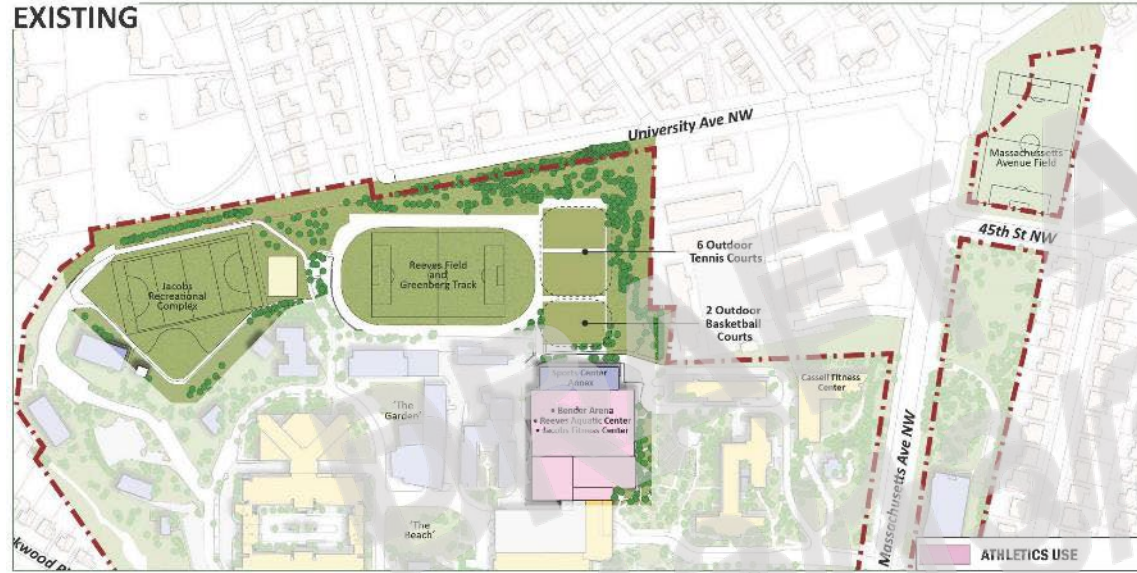 EXISTING
University Ave NW
Massachussetts
Avenue Field
45th St NW
6 Outdoor
Tennis Courts
Reeves Field
and
Greenberg Track
Jacobs
Recreational
Complex
2 Outdoor
Basketball
Courts
Sports Center
Annex
Cassell Fitness
Center
'The
Garden'
• Bender Arena
• Reeves Aquatic Center
• Jacobs Fitness Center
Massachusetts Ave NW
'The
Beach'
ATHLETICS USE